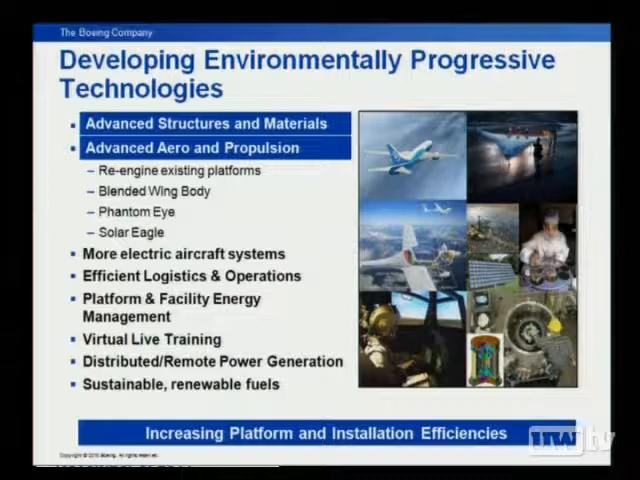 The Boeing Company
Developing Environmentally Progressive
Technologies
▪ Advanced Structures and Materials
▪ Advanced Aero and Propulsion
– Re-engine existing platforms
– Blended Wing Body
– Phantom Eye
– Solar Eagle
▪ More electric aircraft systems
▪ Efficient Logistics & Operations
▪ Platform & Facility Energy
Management
▪ Virtual Live Training
▪ Distributed/Remote Power Generation
▪ Sustainable, renewable fuels
Increasing Platform and Installation Efficiencies
uwtv
Copyright © 2010 Boeing. All rights reserved.